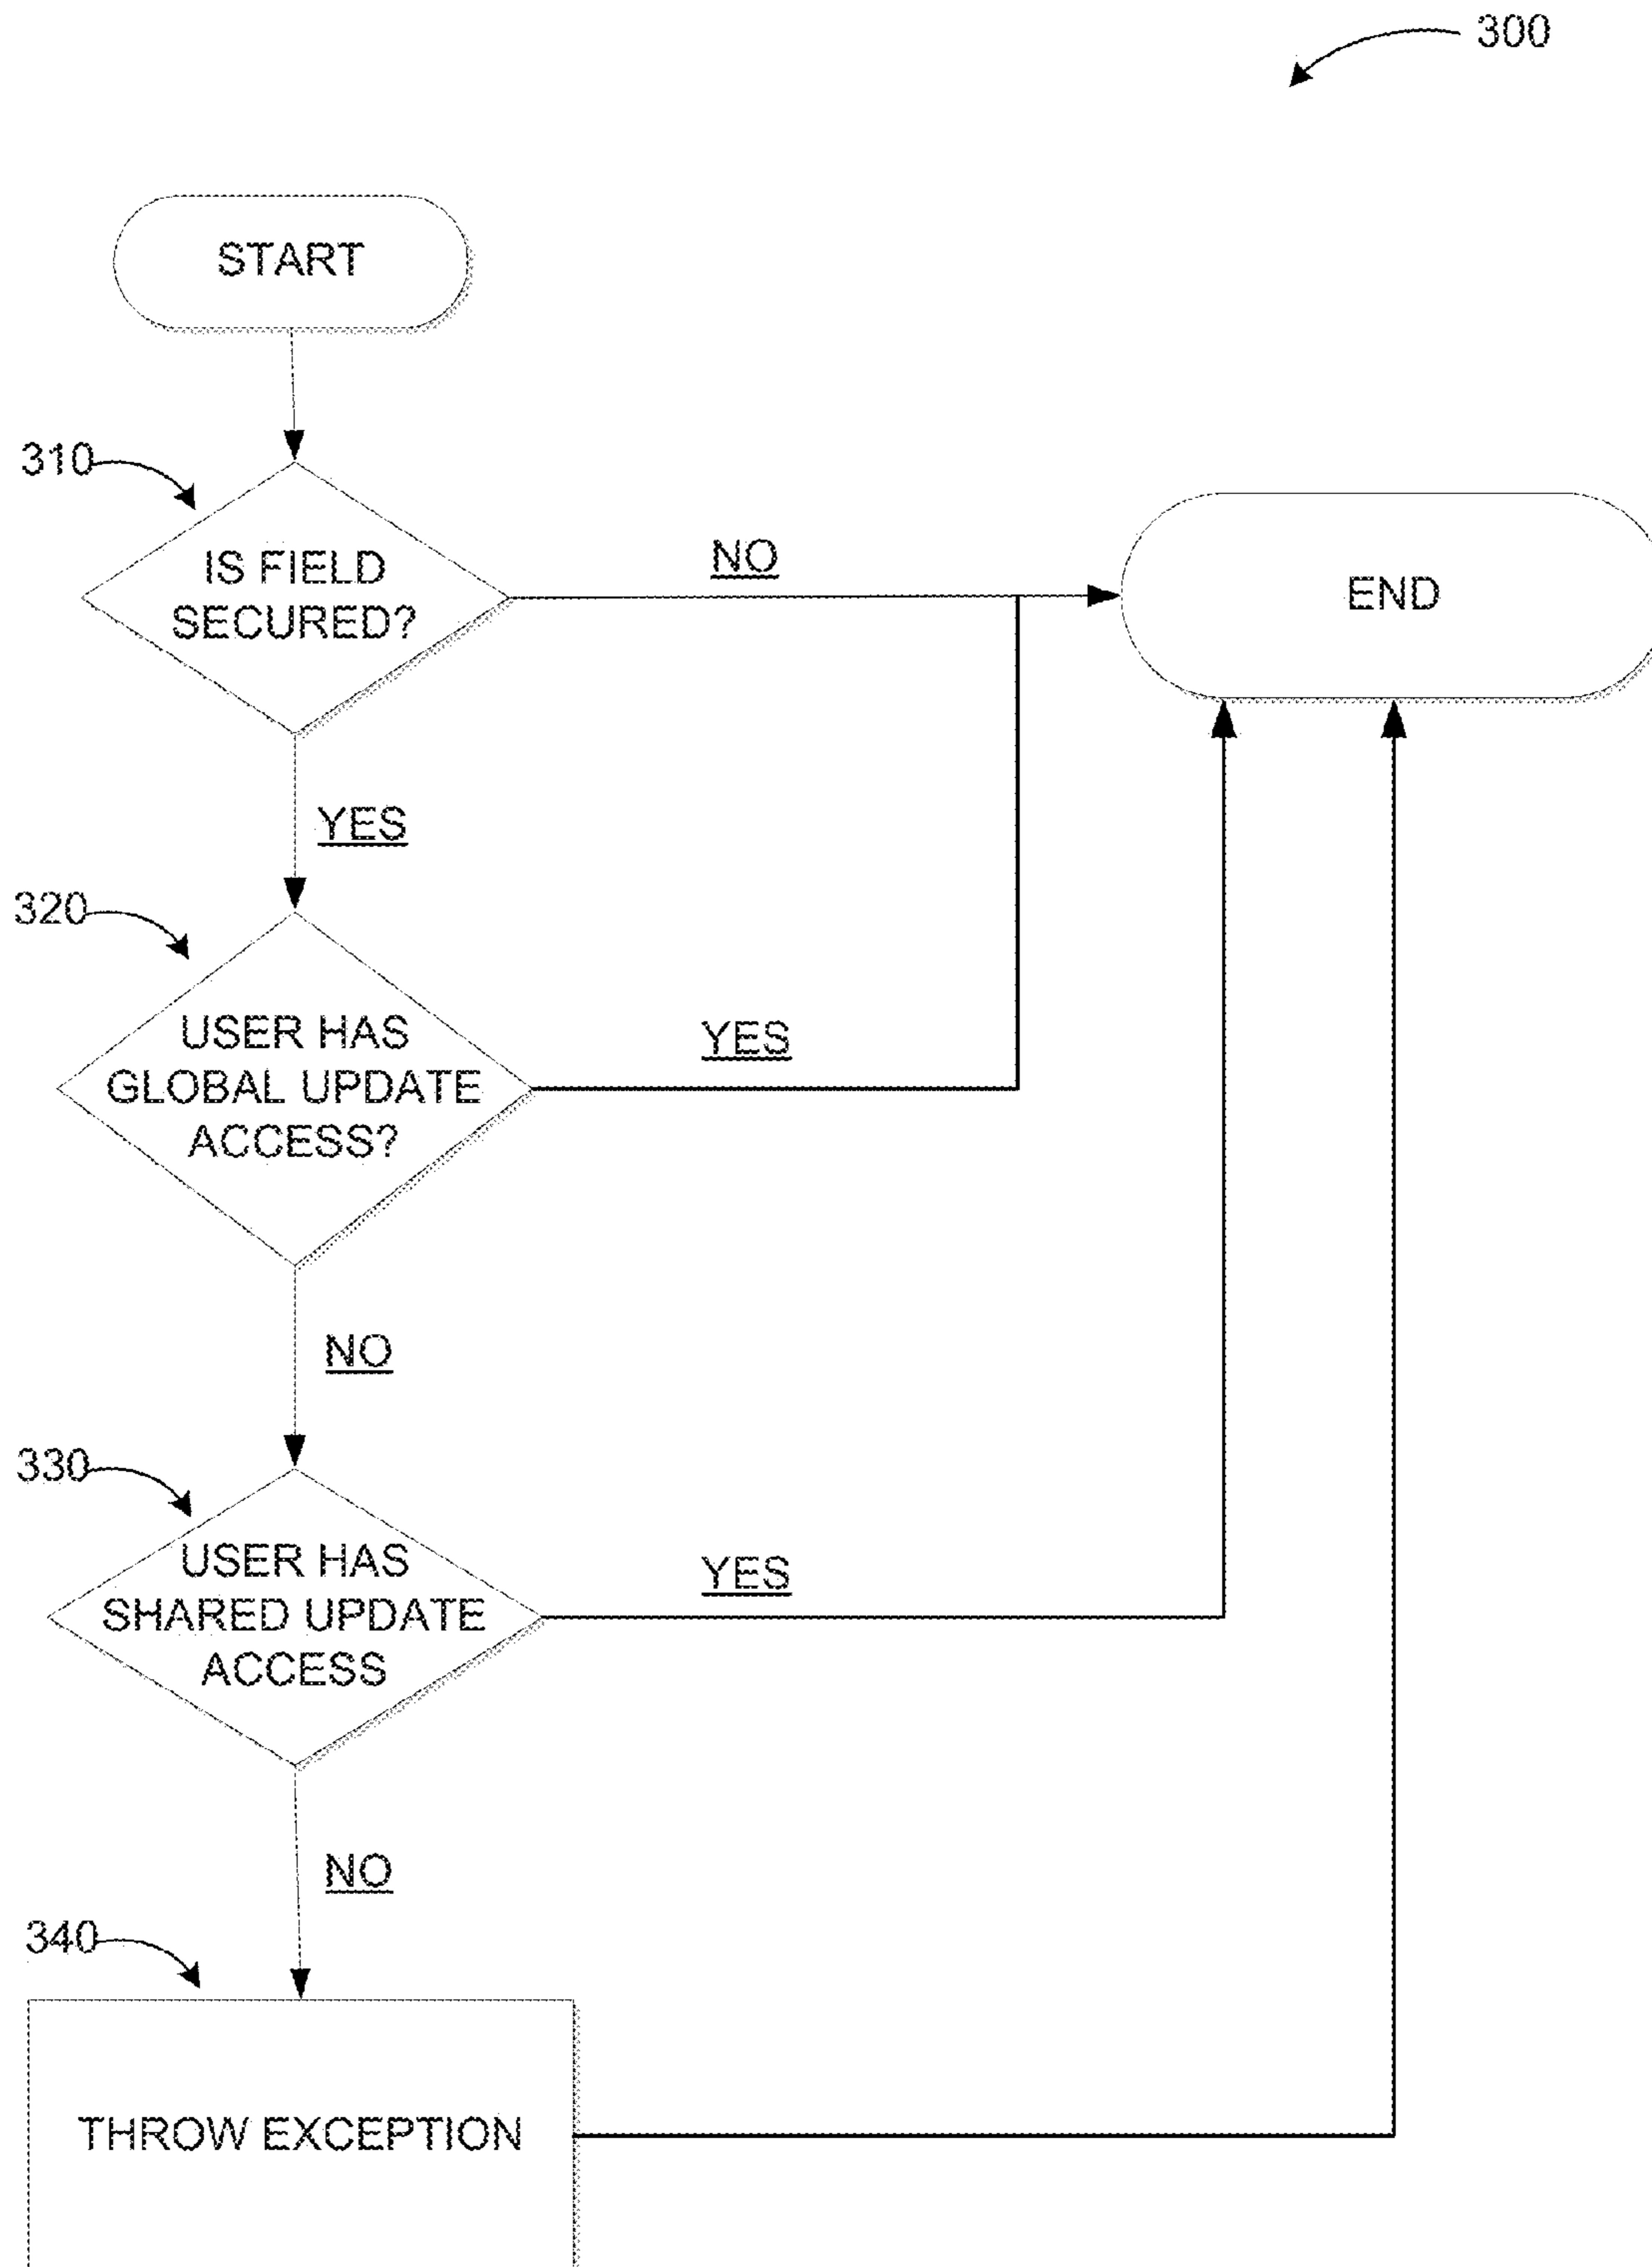 300
START
310
IS FIELD
SECURED?
NO
END
YES
320
USER HAS
GLOBAL UPDATE
ACCESS?
YES
NO
330
USER HAS
SHARED UPDATE
ACCESS
YES
NO
340
THROW EXCEPTION